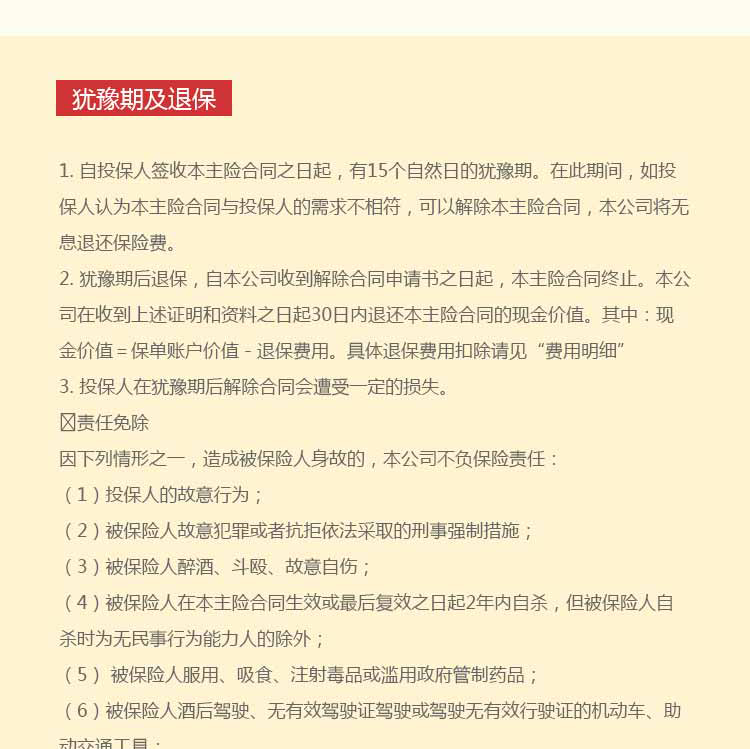 犹豫期及退保
1. 自投保人签收本主险合同之日起，有15个自然日的犹豫期。在此期间，如投
保人认为本主险合同与投保人的需求不相符，可以解除本主险合同，本公司将无
息退还保险费。
2. 犹豫期后退保，自本公司收到解除合同申请书之日起，本主险合同终止。本公
司在收到上述证明和资料之日起30日内退还本主险合同的现金价值。其中：现
金价值＝保单账户价值－退保费用。具体退保费用扣除请见“费用明细”
3. 投保人在犹豫期后解除合同会遭受一定的损失。
责任免除
因下列情形之一，造成被保险人身故的，本公司不负保险责任：
（1）投保人的故意行为；
（2）被保险人故意犯罪或者抗拒依法采取的刑事强制措施；
（3）被保险人醉酒、斗殴、故意自伤；
（4）被保险人在本主险合同生效或最后复效之日起2年内自杀，但被保险人自
杀时为无民事行为能力人的除外；
（5） 被保险人服用、吸食、注射毒品或滥用政府管制药品；
（6）被保险人酒后驾驶、无有效驾驶证驾驶或驾驶无有效行驶证的机动车、助
动交通工具；